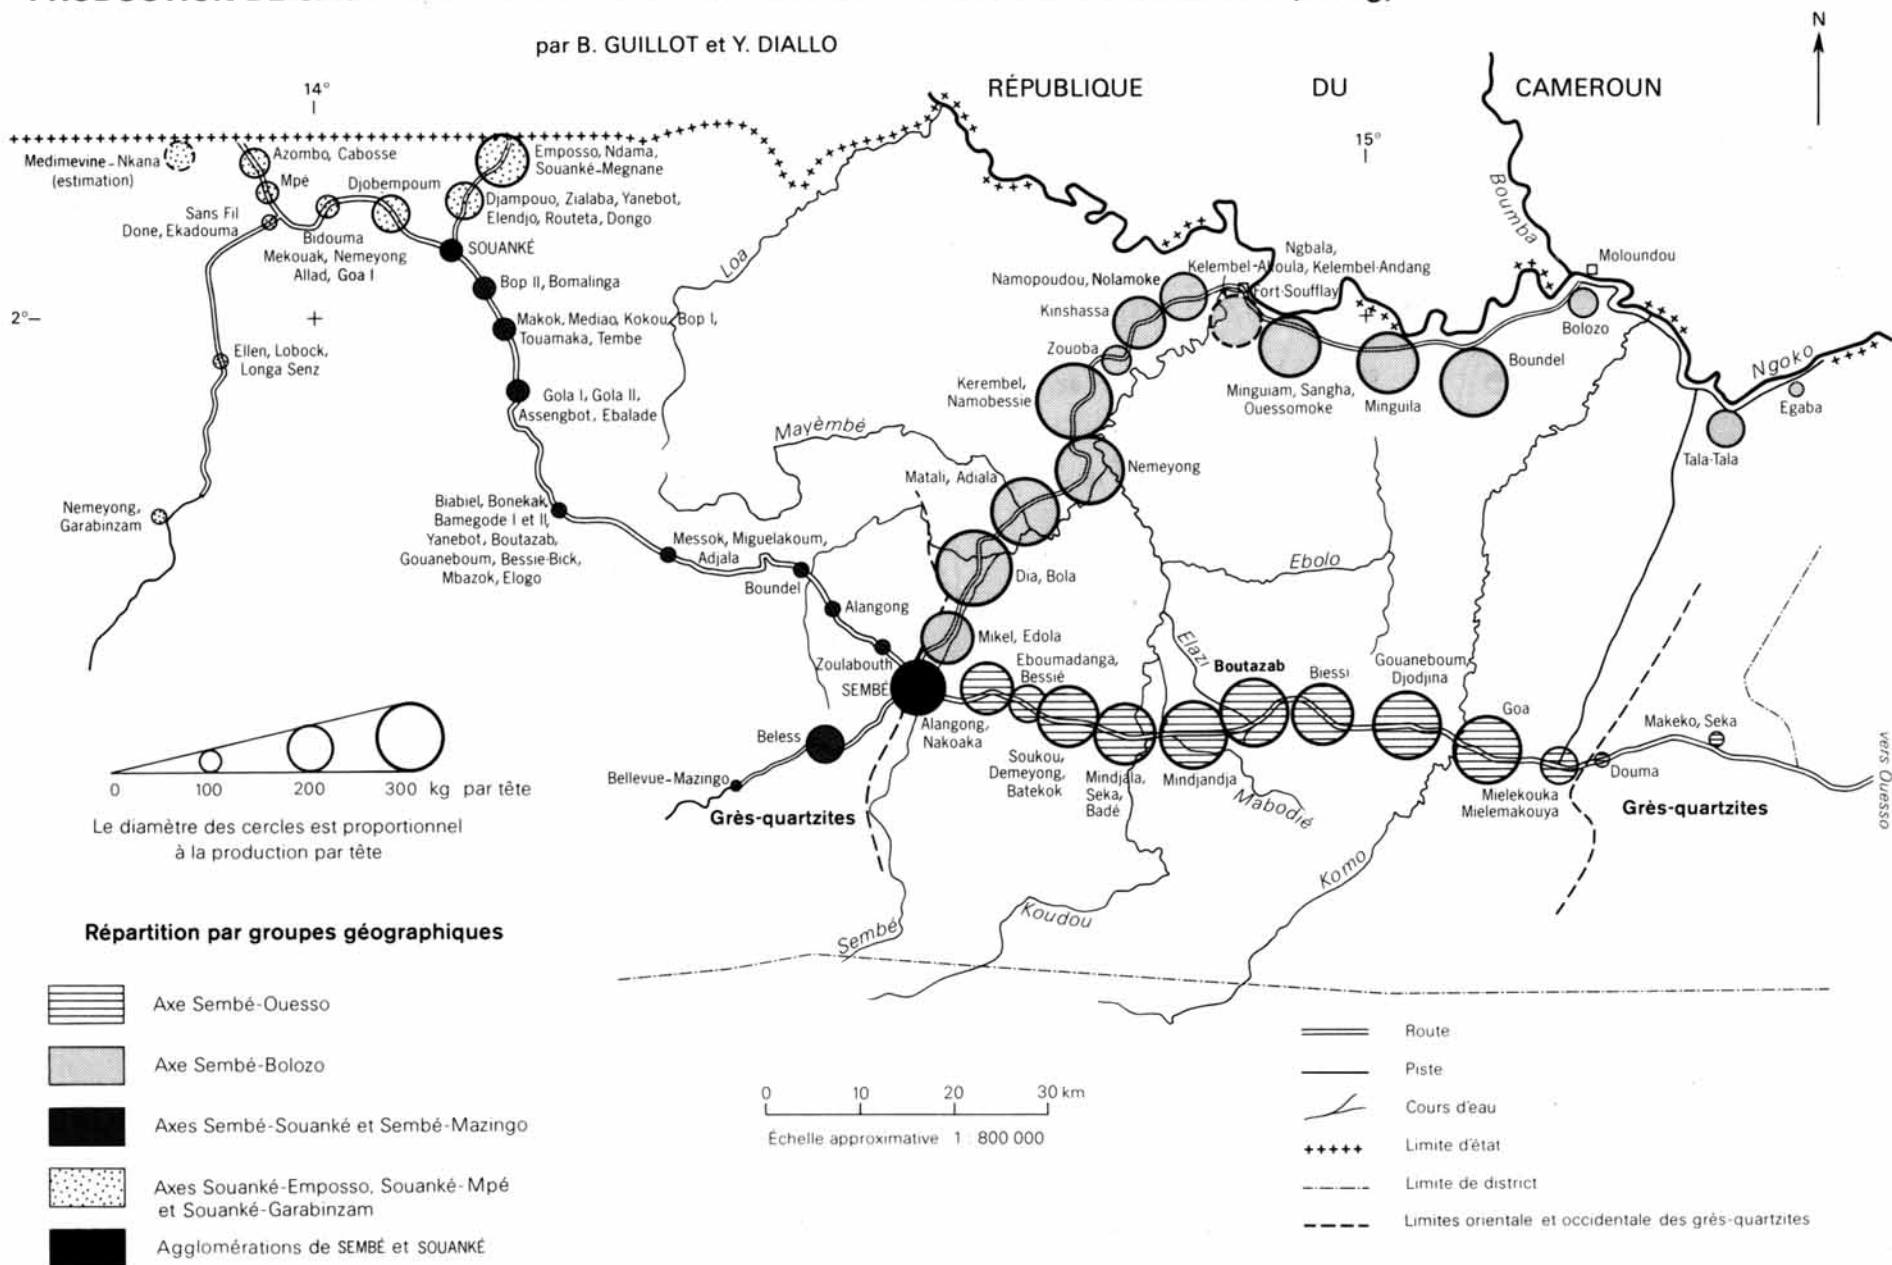 par B. GUILLOT et Y. DIALLO
N
RÉPUBLIQUE DU CAMEROUN
14°
15°
2°
Medimevine-Nkana
(estimation)
Azombo, Cabosse
Mpé
Djobempoum
Sans Fil
Done, Ekadouma
Bidouma
Mekouak, Nemeyong
Allad, Goa I
Emposso, Ndama,
Souanké-Megnane
Djampouo, Zialaba, Yanebot,
Elendjo, Routeta, Dongo
SOUANKÉ
Bop II, Bomalinga
Makok, Mediao, Kokou, Bop I,
Touamaka, Tembe
Ellen, Lobock,
Longa Senz
Gola I, Gola II,
Assengbot, Ebalade
Nemeyong,
Garabinzam
Biabiel, Bonekak,
Bamegode I et II,
Yanebot, Boutazab,
Gouaneboum, Bessie-Bick,
Mbazok, Elogo
Messok, Miguelakoum,
Adjala
Boundel
Alangong
Zoulabouth
SEMBÉ
Beless
Bellevue-Mazingo
Grès-quartzites
Loa
Mayèmbé
Boumba
Moloundou
Ngbala,
Kelembel-Akoula, Kelembel-Andang
Fort-Soufflay
Namopoudou, Nolamoke
Kinshassa
Zouoba
Kerembel,
Namobessie
Nemeyong
Matali, Adiala
Dia, Bola
Mikel, Edola
Minguiam, Sangha,
Ouessomoke
Minguila
Boundel
Bolozo
Ngoko
Egaba
Tala-Tala
Ebolo
Elazi
Eboumadanga,
Bessié
Alangong,
Nakoaka
Soukou,
Demeyong,
Batekok
Mindjala,
Seka,
Badé
Mindjandja
Boutazab
Biessi
Gouaneboum,
Djodjina
Goa
Mielekouka
Mielemakouya
Douma
Makeko, Seka
Grès-quartzites
vers Ouesso
Mabodié
Komo
Koudou
Sembé
0 100 200 300 kg par tête
Le diamètre des cercles est proportionnel
à la production par tête
Répartition par groupes géographiques
Axe Sembé-Ouesso
Axe Sembé-Bolozo
Axes Sembé-Souanké et Sembé-Mazingo
Axes Souanké-Emposso, Souanké-Mpé
et Souanké-Garabinzam
Agglomérations de SEMBÉ et SOUANKÉ
0 10 20 30 km
Échelle approximative 1 : 800 000
Route
Piste
Cours d'eau
Limite d'état
Limite de district
Limites orientale et occidentale des grès-quartzites